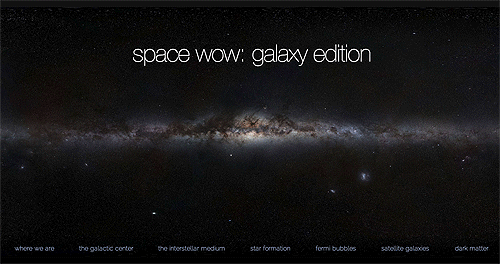 space wow: galaxy edition
where we are the galactic center the interstellar medium star formation fermi bubbles satellite galaxies dark matter